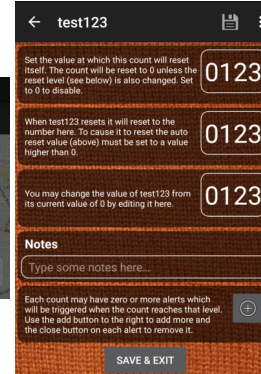 test123
Set the value at which this count will reset
itself. The count will be reset to 0 unless the
reset level (see below) is also changed. Set
to 0 to disable.
0123
When test123 resets it will reset to the
number here. To cause it to reset the auto
reset value (above) must be set to a value
higher than 0.
0123
You may change the value of test123 from
its current value of 0 by editing it here.
0123
Notes
Type some notes here...
Each count may have zero or more alerts which
will be triggered when the count reaches that level.
Use the add button to the right to add more and
the close button on each alert to remove it.
SAVE & EXIT